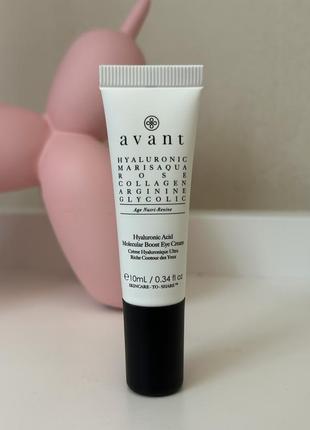 avant
HYALURONIC
MARISAQUA
ROSE
COLLAGEN
ARGININE
GLYCOLIC
Age Nutri-Revive
Hyaluronic Acid
Molecular Boost Eye Cream
Crème Hyaluronique Ultra
Riche Contour des Yeux
e10mL / 0.34 fl oz
SKINCARE-TO-SHARE™